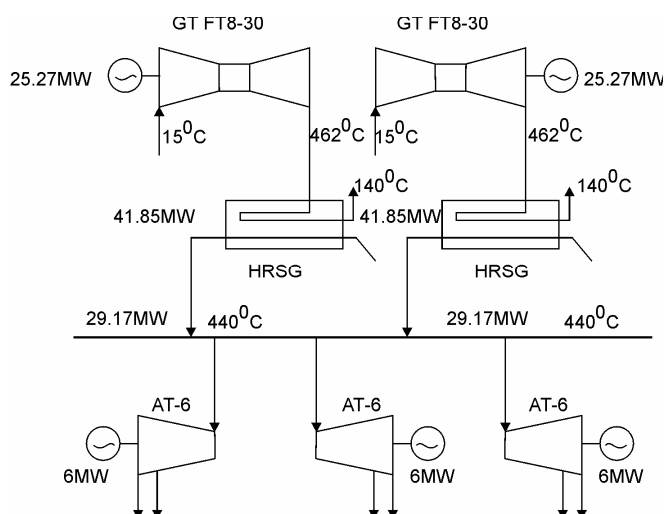 GT FT8-30 GT FT8-30
25.27MW 25.27MW
15⁰C 462⁰C 15⁰C 462⁰C
140⁰C 140⁰C
41.85MW 41.85MW
HRSG HRSG
29.17MW 440⁰C 29.17MW 440⁰C
AT-6 AT-6 AT-6
6MW 6MW 6MW